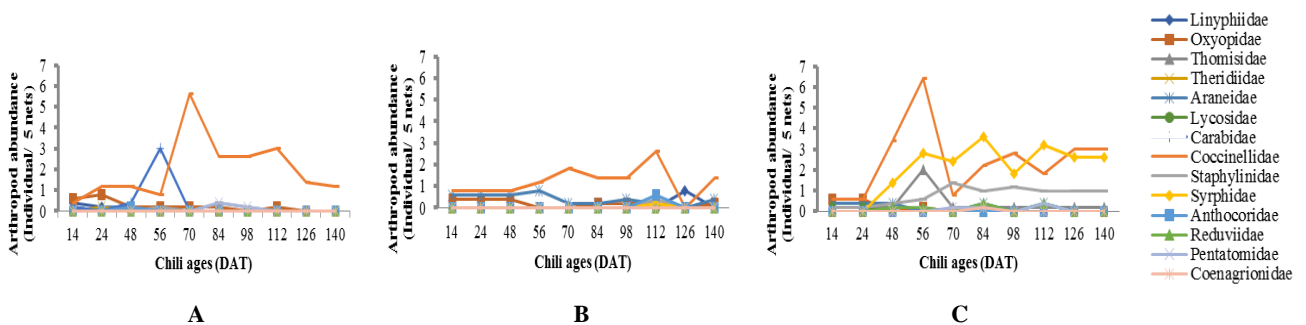 Arthropod abundance
(Individual/ 5 nets)
7
6
5
4
3
2
1
0
14 24 48 56 70 84 98 112 126 140
Chili ages (DAT)
A
Arthropod abundance
(Individual/ 5 nets)
7
6
5
4
3
2
1
0
14 24 48 56 70 84 98 112 126 140
Chili ages (DAT)
B
Arthropod abundance
(Individual/ 5 nets)
7
6
5
4
3
2
1
0
14 24 48 56 70 84 98 112 126 140
Chili ages (DAT)
C
Linyphiidae
Oxyopidae
Thomisidae
Theridiidae
Araneidae
Lycosidae
Carabidae
Coccinellidae
Staphylinidae
Syrphidae
Anthocoridae
Reduviidae
Pentatomidae
Coenagrionidae